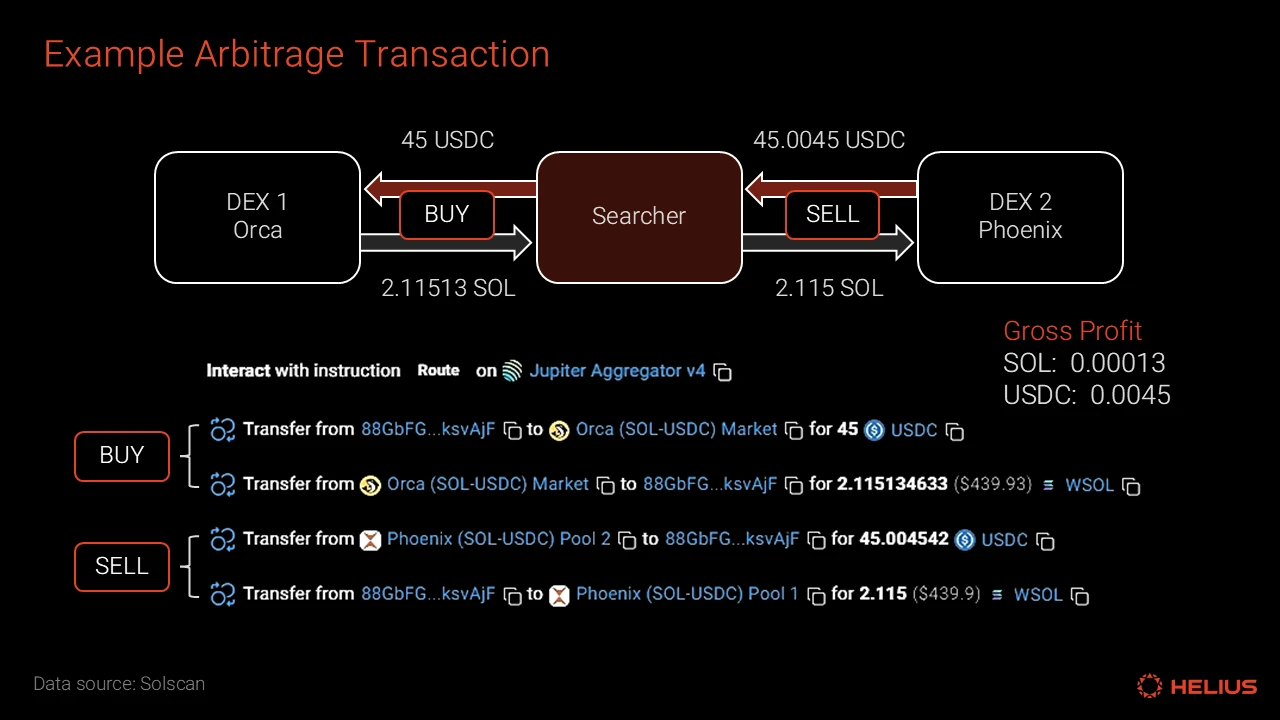 Example Arbitrage Transaction
45 USDC
45.0045 USDC
DEX 1
Orca
BUY
Searcher
SELL
DEX 2
Phoenix
2.11513 SOL
2.115 SOL
Gross Profit
SOL: 0.00013
USDC: 0.0045
Interact with instruction Route on Jupiter Aggregator v4
BUY
Transfer from 88GbFG...ksvAjF to Orca (SOL-USDC) Market for 45 USDC
Transfer from Orca (SOL-USDC) Market to 88GbFG...ksvAjF for 2.115134633 ($439.93) WSOL
SELL
Transfer from Phoenix (SOL-USDC) Pool 2 to 88GbFG...ksvAjF for 45.004542 USDC
Transfer from 88GbFG...ksvAjF to Phoenix (SOL-USDC) Pool 1 for 2.115 ($439.9) WSOL
Data source: Solscan
HELIUS